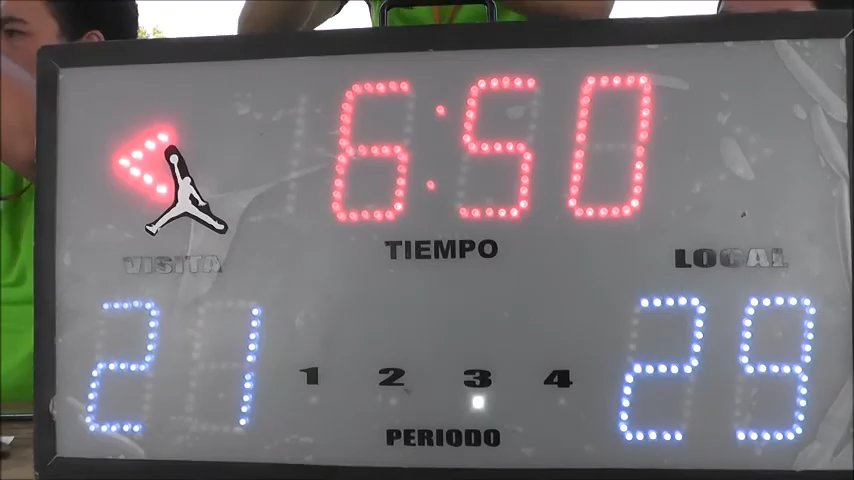 6:50
VISITA TIEMPO LOCAL
21 1 2 3 4 29
PERIODO